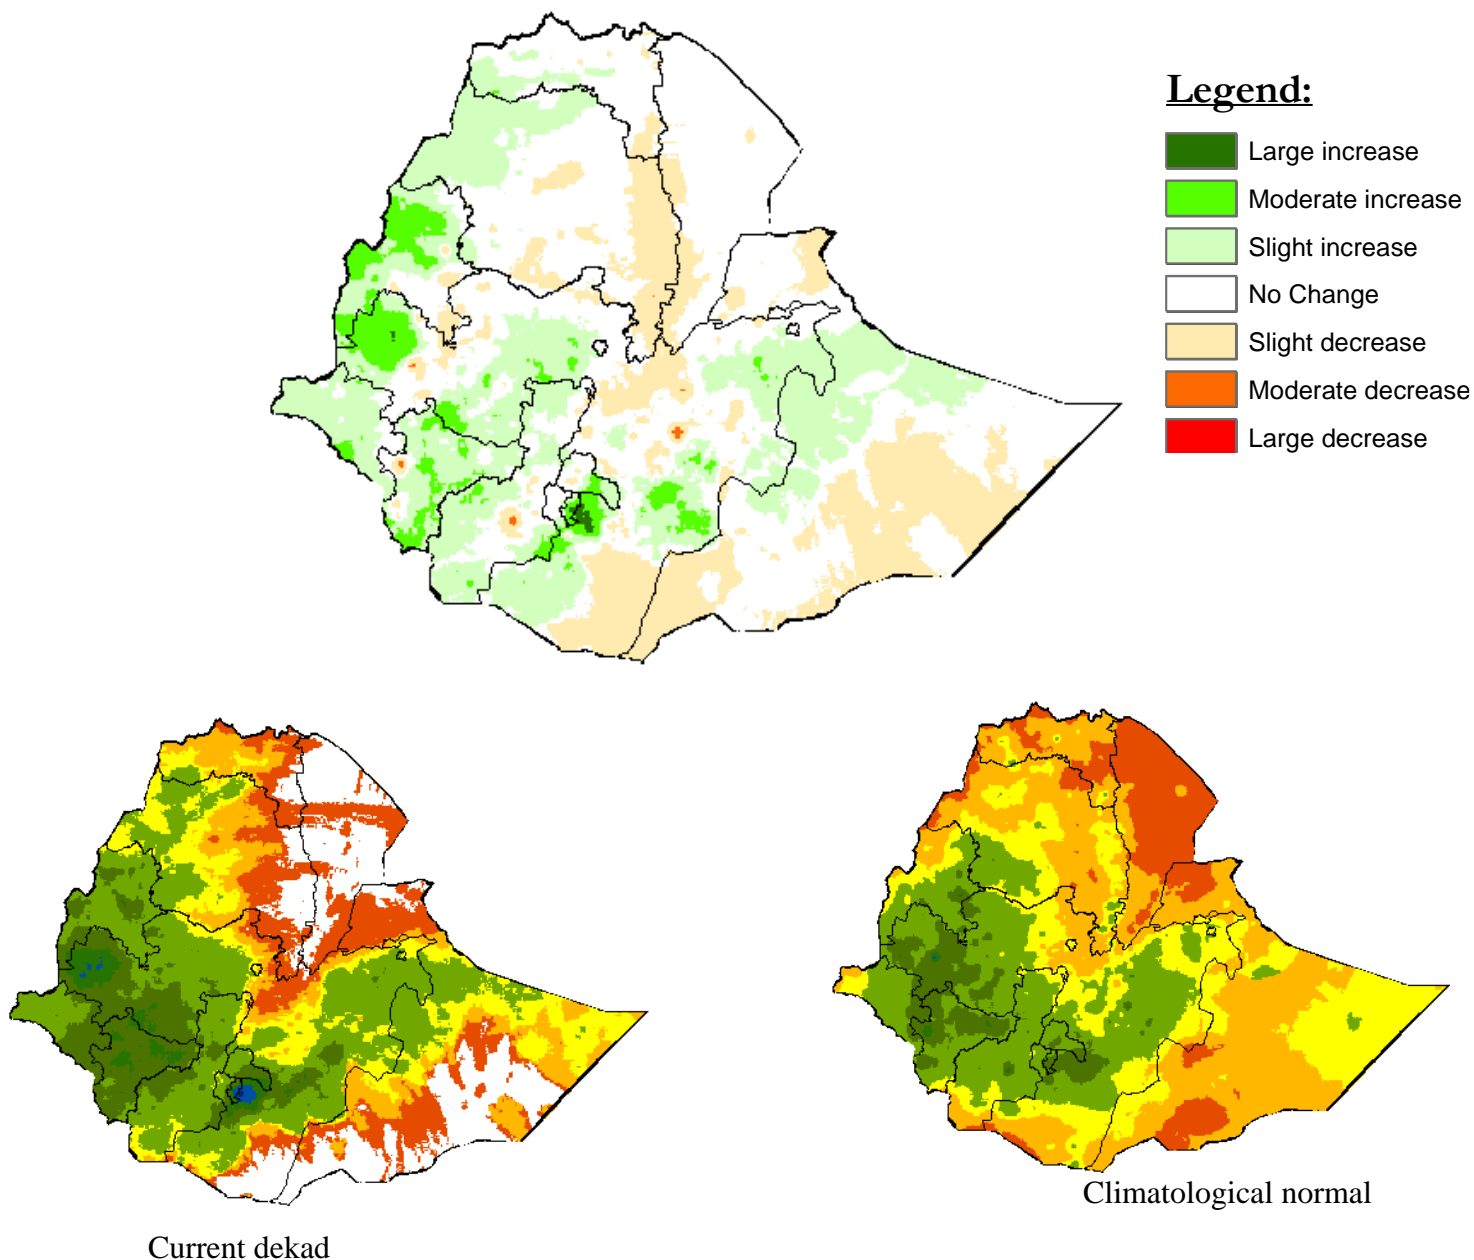 Legend:
Large increase
Moderate increase
Slight increase
No Change
Slight decrease
Moderate decrease
Large decrease
Climatological normal
Current dekad